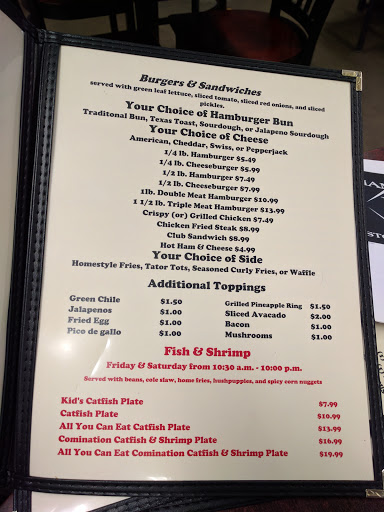 Burgers & Sandwiches
served with green leaf lettuce, sliced tomato, sliced red onions, and sliced
pickles.
Your Choice of Hamburger Bun
Traditonal Bun, Texas Toast, Sourdough, or Jalapeno Sourdough
Your Choice of Cheese
American, Cheddar, Swiss, or Pepperjack
1/4 lb. Hamburger $5.49
1/4 lb. Cheeseburger $5.99
1/2 lb. Hamburger $7.49
1/2 lb. Cheeseburger $7.99
1lb. Double Meat Hamburger $10.99
1 1/2 lb. Triple Meat Hamburger $13.99
Crispy (or) Grilled Chicken $7.49
Chicken Fried Steak $8.99
Club Sandwich $8.99
Hot Ham & Cheese $4.99
Your Choice of Side
Homestyle Fries, Tator Tots, Seasoned Curly Fries, or Waffle
Additional Toppings
Green Chile $1.50
Jalapenos $1.00
Fried Egg $1.00
Pico de gallo $1.00
Grilled Pineapple Ring $1.50
Sliced Avacado $2.00
Bacon $1.00
Mushrooms $1.00
Fish & Shrimp
Friday & Saturday from 10:30 a.m. - 10:00 p.m.
Served with beans, cole slaw, home fries, hushpuppies, and spicy corn nuggets
Kid's Catfish Plate $7.99
Catfish Plate $10.99
All You Can Eat Catfish Plate $13.99
Comination Catfish & Shrimp Plate $16.99
All You Can Eat Comination Catfish & Shrimp Plate $19.99